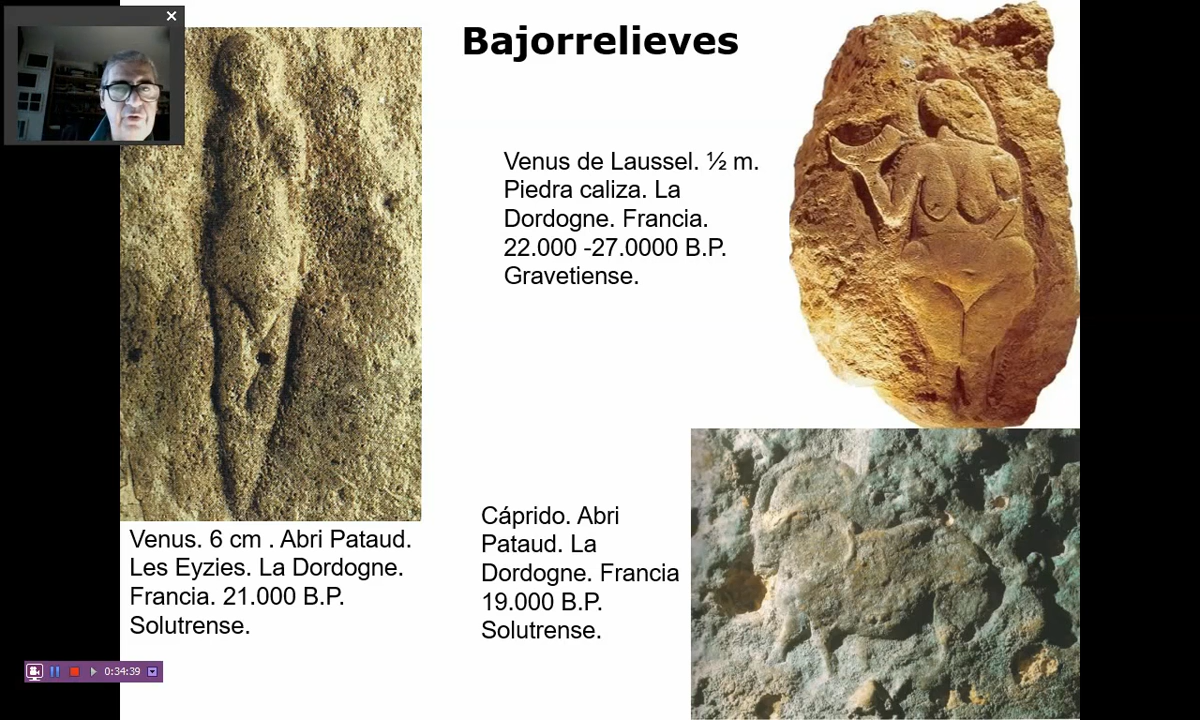 Bajorrelieves
Venus de Laussel. ½ m.
Piedra caliza. La
Dordogne. Francia.
22.000 -27.0000 B.P.
Gravetiense.
Venus. 6 cm . Abri Pataud.
Les Eyzies. La Dordogne.
Francia. 21.000 B.P.
Solutrense.
Cáprido. Abri
Pataud. La
Dordogne. Francia
19.000 B.P.
Solutrense.
0:34:39